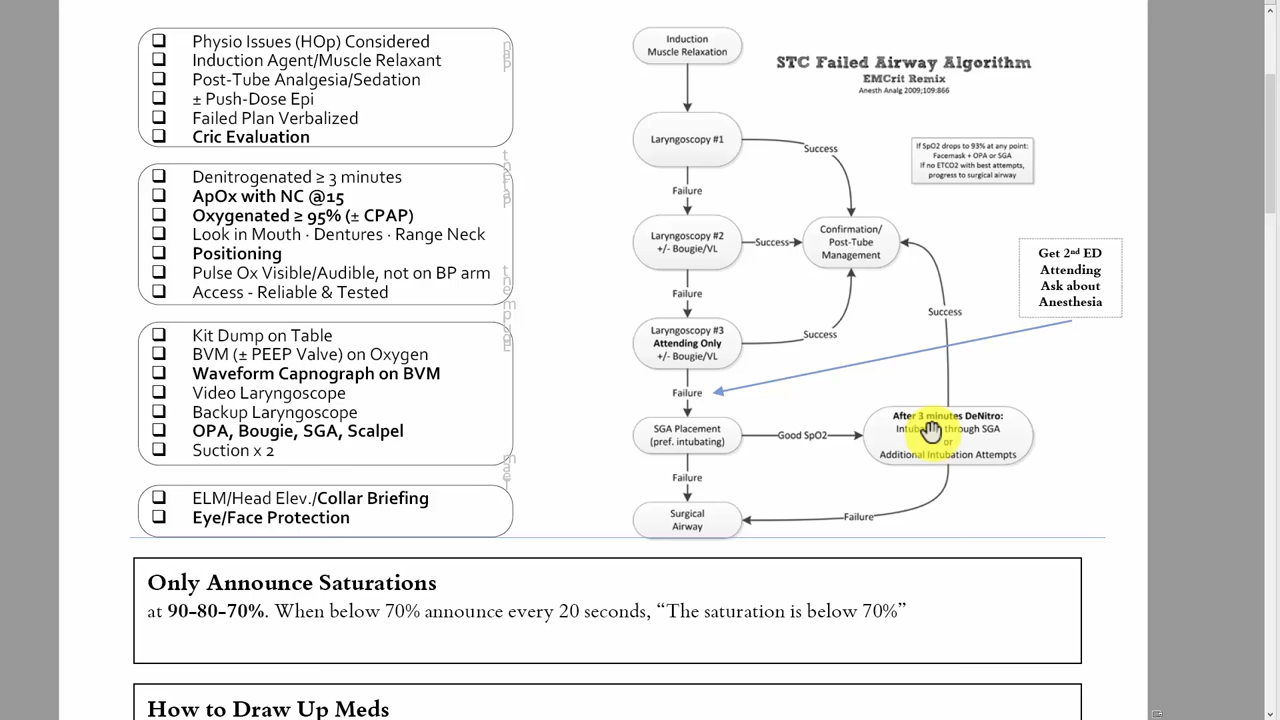 Physio Issues (HOp) Considered
Induction Agent/Muscle Relaxant
Post-Tube Analgesia/Sedation
± Push-Dose Epi
Failed Plan Verbalized
Cric Evaluation
Denitrogenated ≥ 3 minutes
ApOx with NC @15
Oxygenated ≥ 95% (± CPAP)
Look in Mouth · Dentures · Range Neck
Positioning
Pulse Ox Visible/Audible, not on BP arm
Access - Reliable & Tested
Kit Dump on Table
BVM (± PEEP Valve) on Oxygen
Waveform Capnograph on BVM
Video Laryngoscope
Backup Laryngoscope
OPA, Bougie, SGA, Scalpel
Suction x 2
ELM/Head Elev./Collar Briefing
Eye/Face Protection
STC Failed Airway Algorithm
EMCrit Remix
Anesth Analg 2009;109:866
Induction
Muscle Relaxation
Laryngoscopy #1
Success
Failure
If SpO2 drops to 93% at any point:
Facemask + OPA or SGA
If no ETCO2 with best attempts,
progress to surgical airway
Laryngoscopy #2
+/- Bougie/VL
Success
Confirmation/
Post-Tube
Management
Failure
Get 2nd ED
Attending
Ask about
Anesthesia
Laryngoscopy #3
Attending Only
+/- Bougie/VL
Success
Success
Failure
SGA Placement
(pref. intubating)
Good SpO2
After 3 minutes DeNitro:
through SGA
or
Additional Intubation Attempts
Failure
Surgical
Airway
Failure
Only Announce Saturations
at 90-80-70%. When below 70% announce every 20 seconds, “The saturation is below 70%”
How to Draw Up Meds